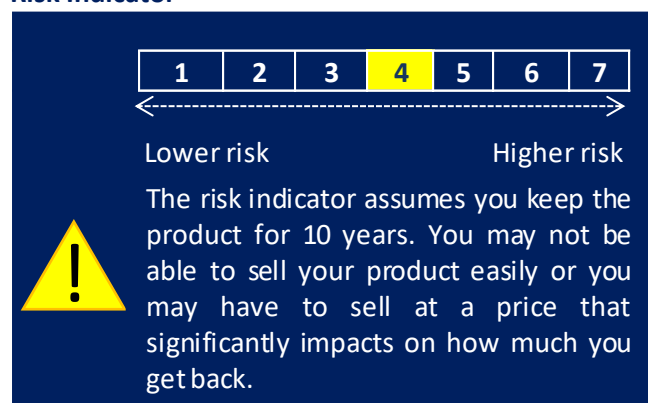 1 2 3 4 5 6 7
Lower risk Higher risk
The risk indicator assumes you keep the
product for 10 years. You may not be
able to sell your product easily or you
may have to sell at a price that
significantly impacts on how much you
get back.
!